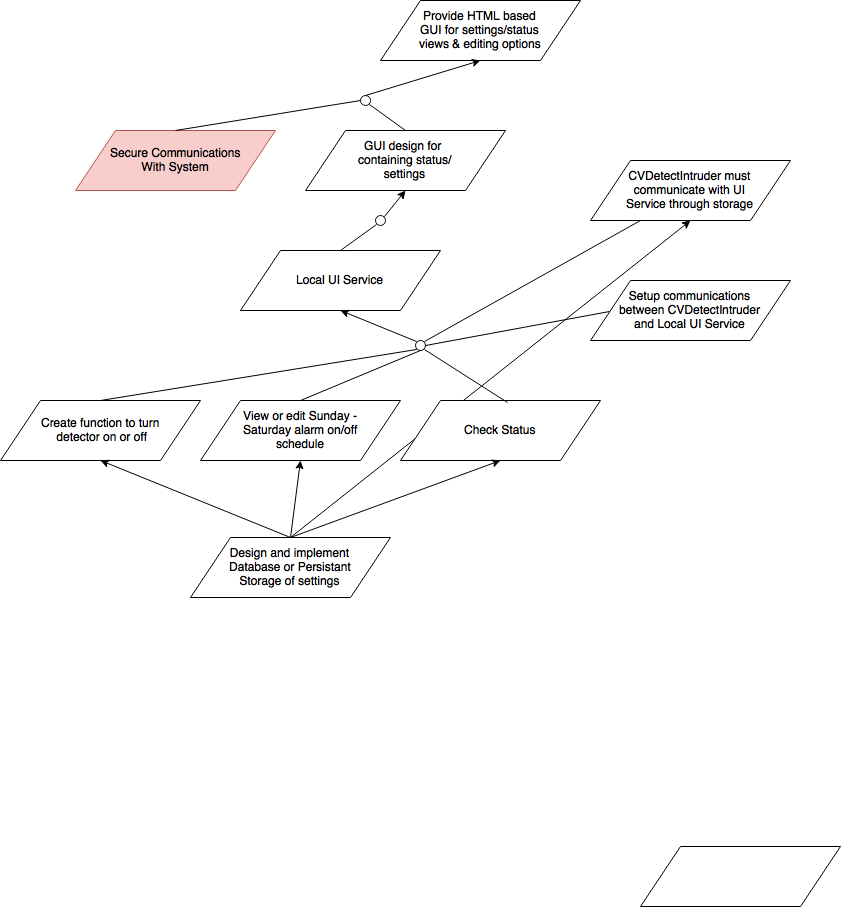 Provide HTML based
GUI for settings/status
views & editing options
Secure Communications
With System
GUI design for
containing status/
settings
CVDetectIntruder must
communicate with UI
Service through storage
Local UI Service
Setup communications
between CVDetectIntruder
and Local UI Service
Create function to turn
detector on or off
View or edit Sunday -
Saturday alarm on/off
schedule
Check Status
Design and implement
Database or Persistant
Storage of settings